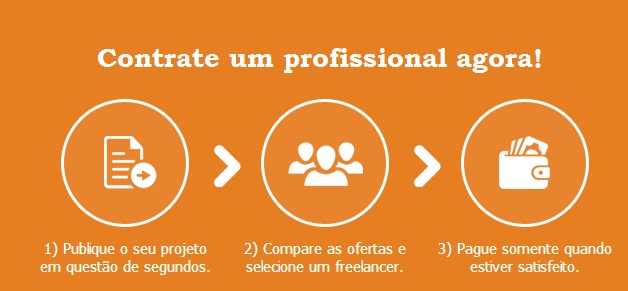 Contrate um profissional agora!
1) Publique o seu projeto
em questão de segundos.
2) Compare as ofertas e
selecione um freelancer.
3) Pague somente quando
estiver satisfeito.